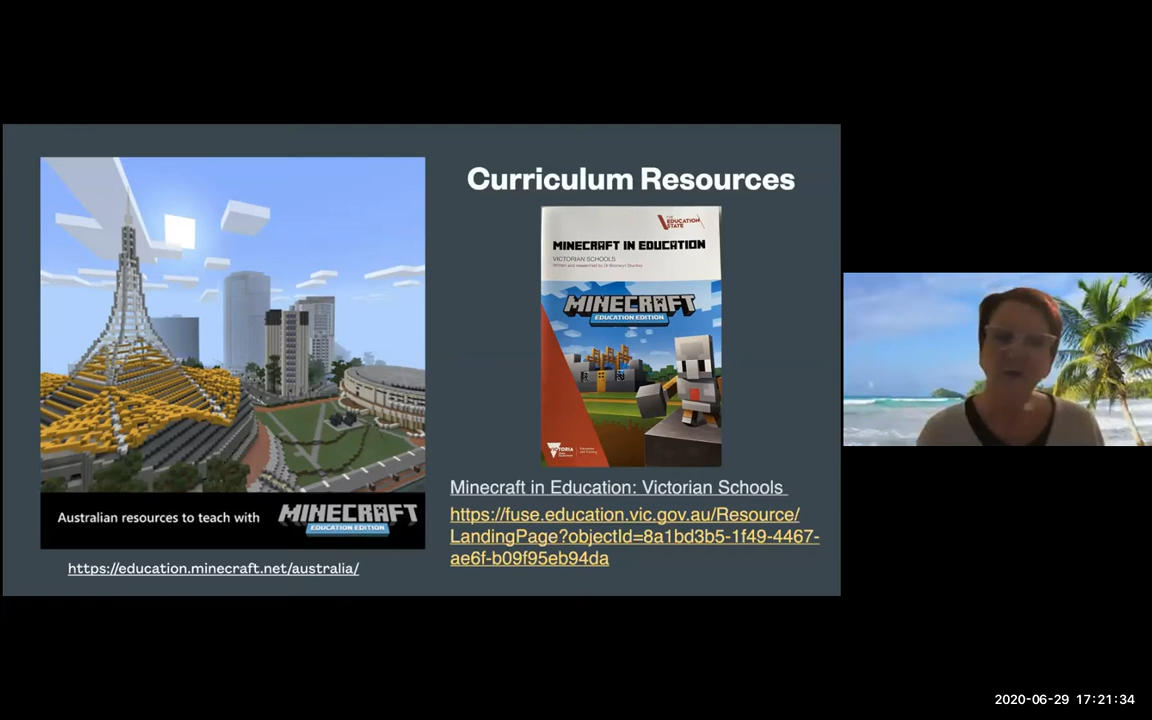 Curriculum Resources
THE
EDUCATION
STATE
MINECRAFT IN EDUCATION
VICTORIAN SCHOOLS
MINECRAFT
EDUCATION EDITION
VICTORIA
Minecraft in Education: Victorian Schools
https://fuse.education.vic.gov.au/Resource/
LandingPage?objectId=8a1bd3b5-1f49-4467-
ae6f-b09f95eb94da
Australian resources to teach with
MINECRAFT
EDUCATION EDITION
https://education.minecraft.net/australia/
2020-06-29 17:21:34